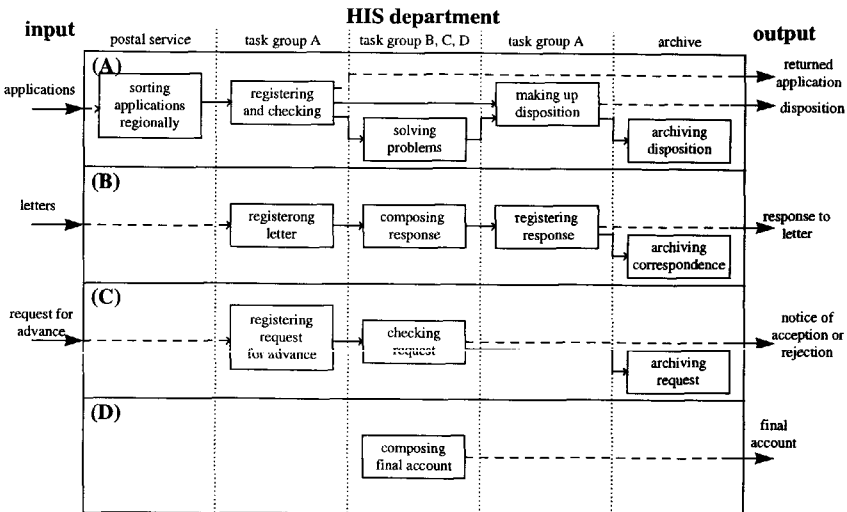 HIS department
input
output
postal service
task group A
task group B, C, D
task group A
archive
(A)
applications
sorting
applications
regionally
registering
and checking
solving
problems
making up
disposition
archiving
disposition
returned
application
disposition
(B)
letters
registerong
letter
composing
response
registering
response
archiving
correspondence
response to
letter
(C)
request for
advance
registering
request
for advance
checking
request
archiving
request
notice of
acception or
rejection
(D)
composing
final account
final
account